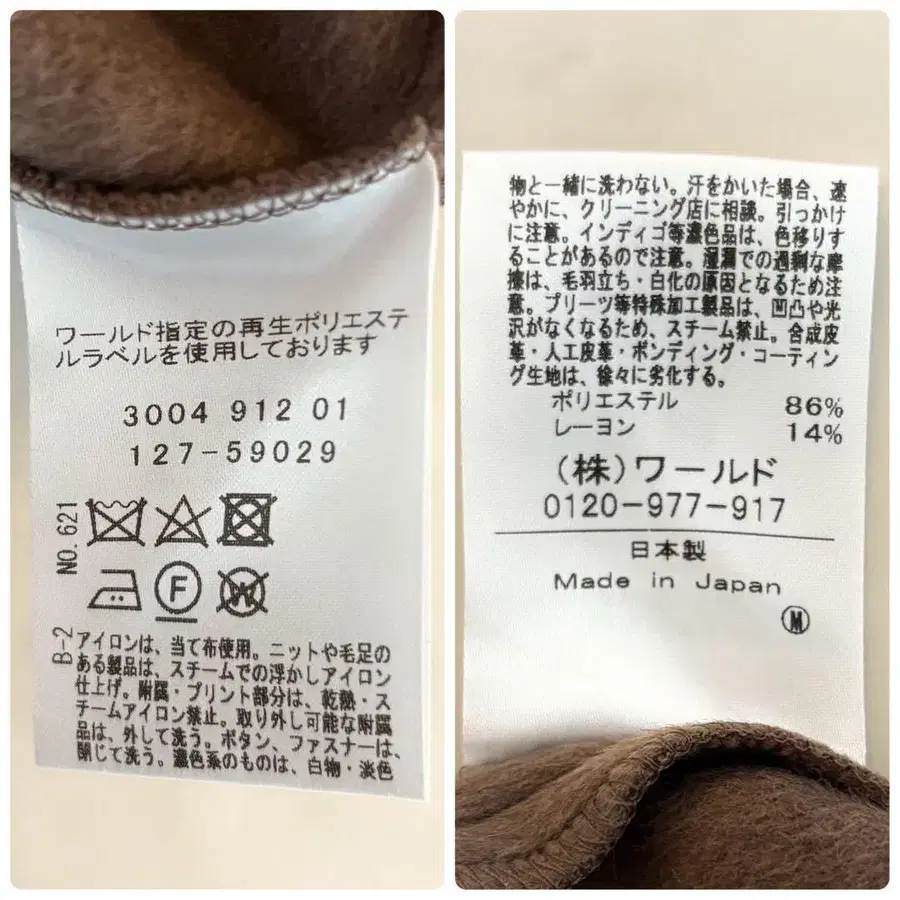 ワールド指定の再生ポリエステ
ルラベルを使用しております
3004 912 01
127-59029
NO.621
F
W
B-2
アイロンは、当て布使用。ニットや毛足の
ある製品は、スチームでの浮かしアイロン
仕上げ。附属・プリント部分は、乾熱・ス
チームアイロン禁止。取り外し可能な附属
品は、外して洗う。ボタン、ファスナーは、
閉じて洗う。濃色系のものは、白物・淡色
物と一緒に洗わない。汗をかいた場合、速
やかに、クリーニング店に相談。引っかけ
に注意。インディゴ等濃色品は、色移りす
ることがあるので注意。湿潤での過剰な摩
擦は、毛羽立ち・白化の原因となるため注
意。プリーツ等特殊加工製品は、凹凸や光
沢がなくなるため、スチーム禁止。合成皮
革・人工皮革・ボンディング・コーティン
グ生地は、徐々に劣化する。
ポリエステル 86%
レーヨン 14%
(株)ワールド
0120-977-917
日本製
Made in Japan
M